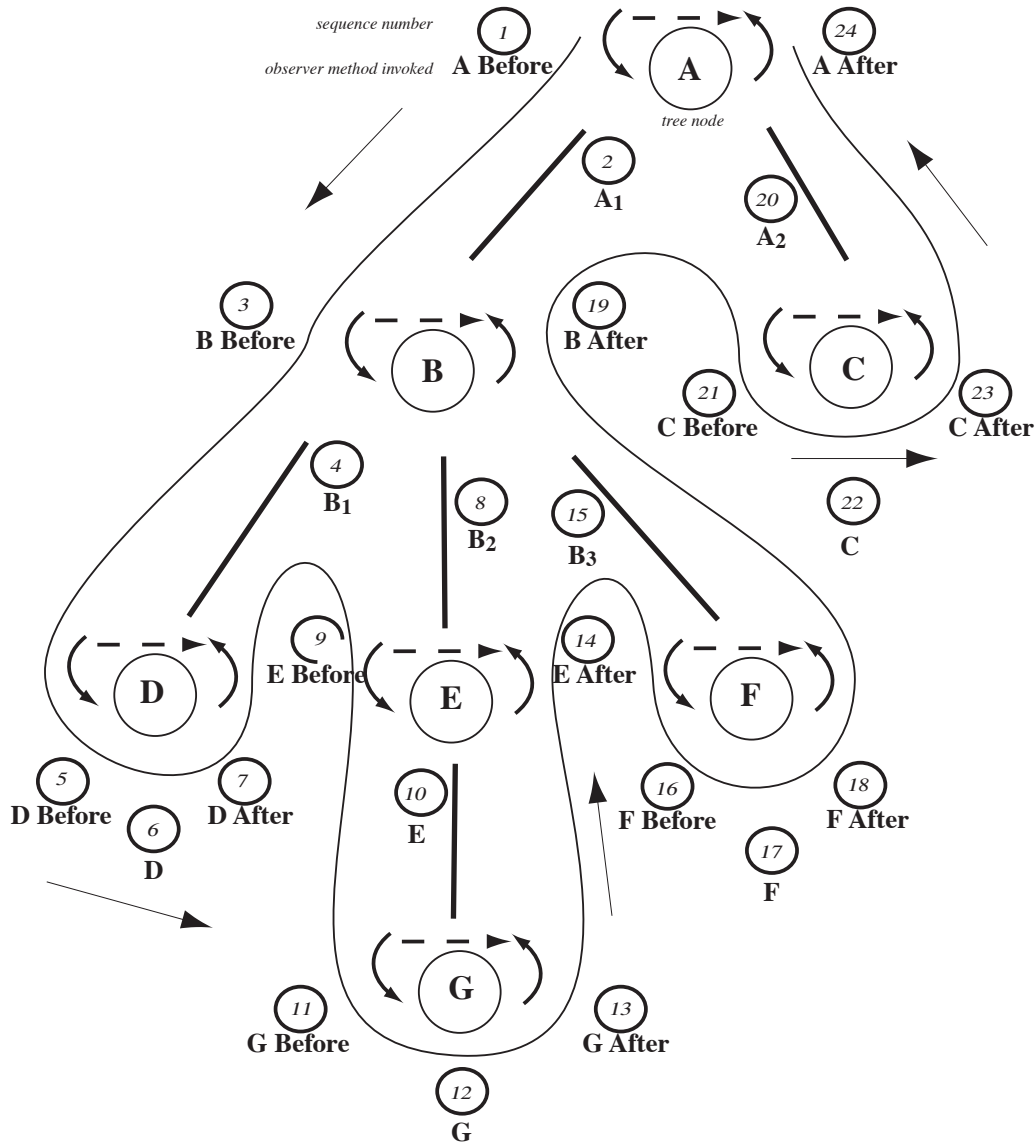 sequence number
1
24
observer method invoked
A Before
A
A After
tree node
2
A1
20
A2
3
B Before
19
B After
B
C
21
C Before
23
C After
4
B1
8
B2
15
B3
22
C
9
E Before
14
E After
D
E
F
5
D Before
7
D After
6
D
10
E
16
F Before
18
F After
17
F
G
11
G Before
13
G After
12
G